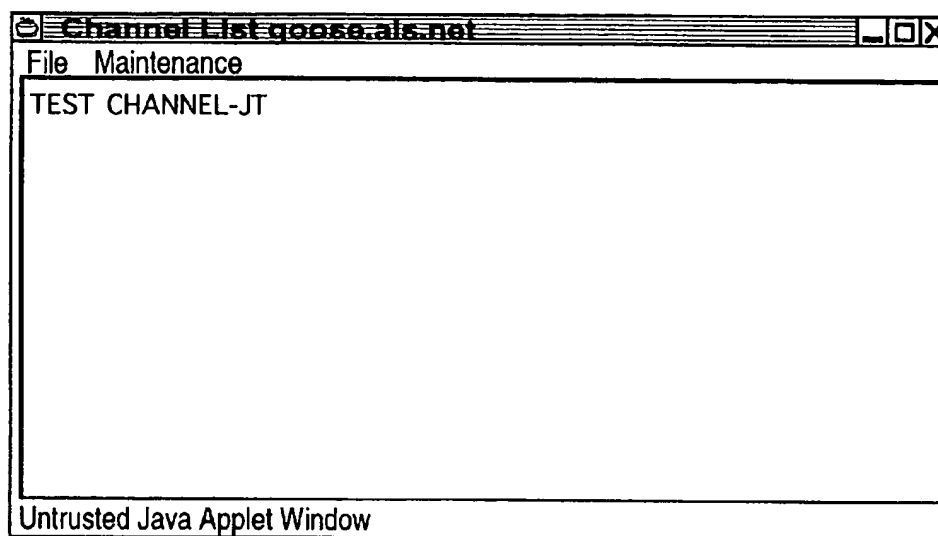 Channel List goose.als.net
File Maintenance
TEST CHANNEL-JT
Untrusted Java Applet Window